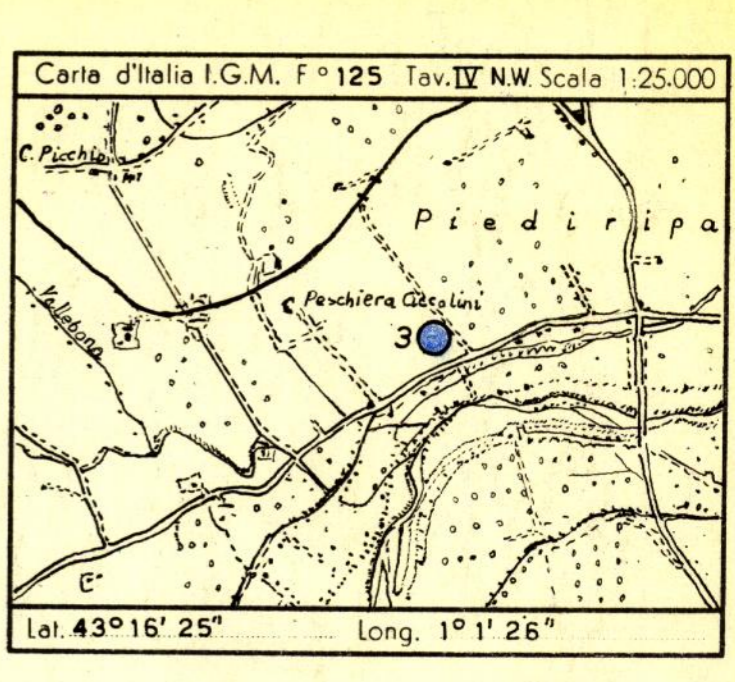 Carta d'Italia I.G.M. F° 125 Tav. IV N.W. Scala 1:25.000
C. Picchio
Piediripa
Vallebona
Peschiera Ciccolini
3
Lat. 43° 16' 25" Long. 1° 1' 26"